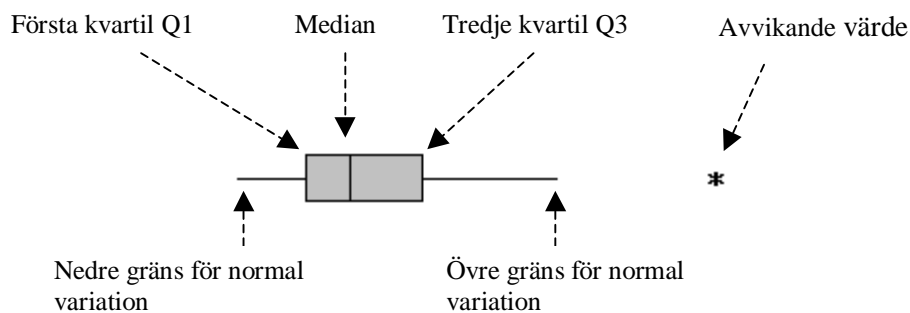 Första kvartil Q1
Median
Tredje kvartil Q3
Avvikande värde
*
Nedre gräns för normal
variation
Övre gräns för normal
variation